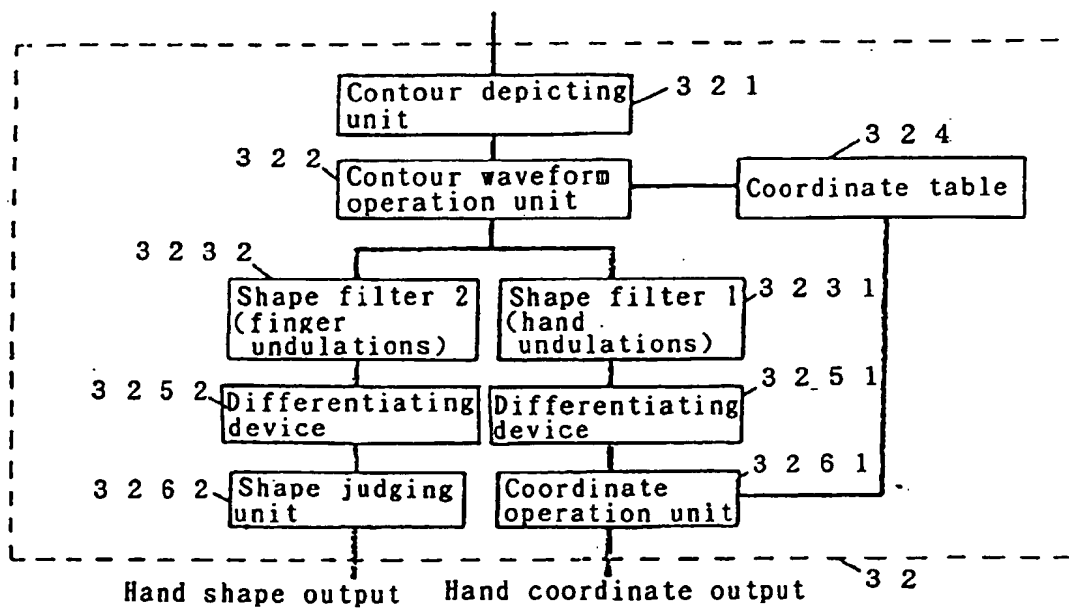 Contour depicting
unit
3 2 1
3 2 2
Contour waveform
operation unit
3 2 4
Coordinate table
3 2 3 2
Shape filter 2
(finger
undulations)
Shape filter 1
(hand
undulations)
3 2 3 1
3 2 5 2
Differentiating
device
Differentiating
device
3 2 5 1
3 2 6 2
Shape judging
unit
Coordinate
operation unit
3 2 6 1
Hand shape output
Hand coordinate output
3 2